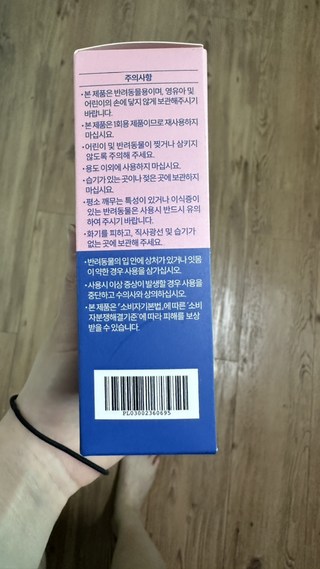 주의사항
•본 제품은 반려동물용이며, 영유아 및
어린이의 손에 닿지 않게 보관해주시기
바랍니다.
•본 제품은 1회용 제품이므로 재사용하지
마십시오.
•어린이 및 반려동물이 찢거나 삼키지
않도록 주의해 주세요.
•용도 이외에 사용하지 마십시오.
•습기가 있는 곳이나 젖은 곳에 보관하지
마십시오.
•평소 깨무는 특성이 있거나 이식증이
있는 반려동물은 사용시 반드시 유의
하여 주시기 바랍니다.
•화기를 피하고, 직사광선 및 습기가
없는 곳에 보관해 주세요.
•반려동물의 입 안에 상처가 있거나 잇몸
이 약한 경우 사용을 삼가십시오.
•사용시 이상 증상이 발생할 경우 사용을
중단하고 수의사와 상의하십시오.
•본 제품은 '소비자기본법」에 따른 '소비
자분쟁해결기준'에 따라 피해를 보상
받을 수 있습니다.
PL03002360695